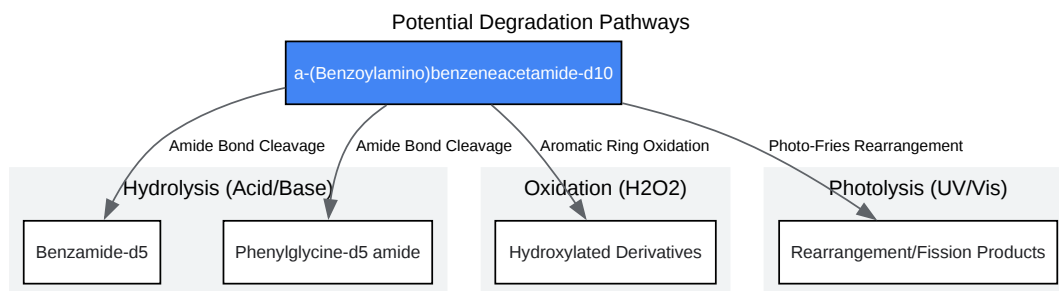 Potential Degradation Pathways
a-(Benzoylamino)benzeneacetamide-d10
Amide Bond Cleavage
Amide Bond Cleavage
Aromatic Ring Oxidation
Photo-Fries Rearrangement
Hydrolysis (Acid/Base)
Oxidation (H2O2)
Photolysis (UV/Vis)
Benzamide-d5
Phenylglycine-d5 amide
Hydroxylated Derivatives
Rearrangement/Fission Products